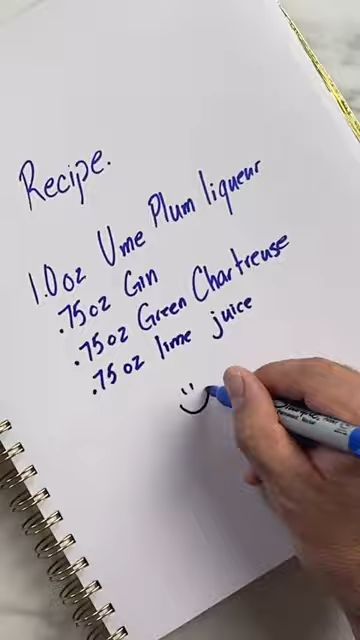 Recipe.
1.0oz Ume Plum liqueur
.75oz Gin
.75oz Green Chartreuse
.75oz lime juice